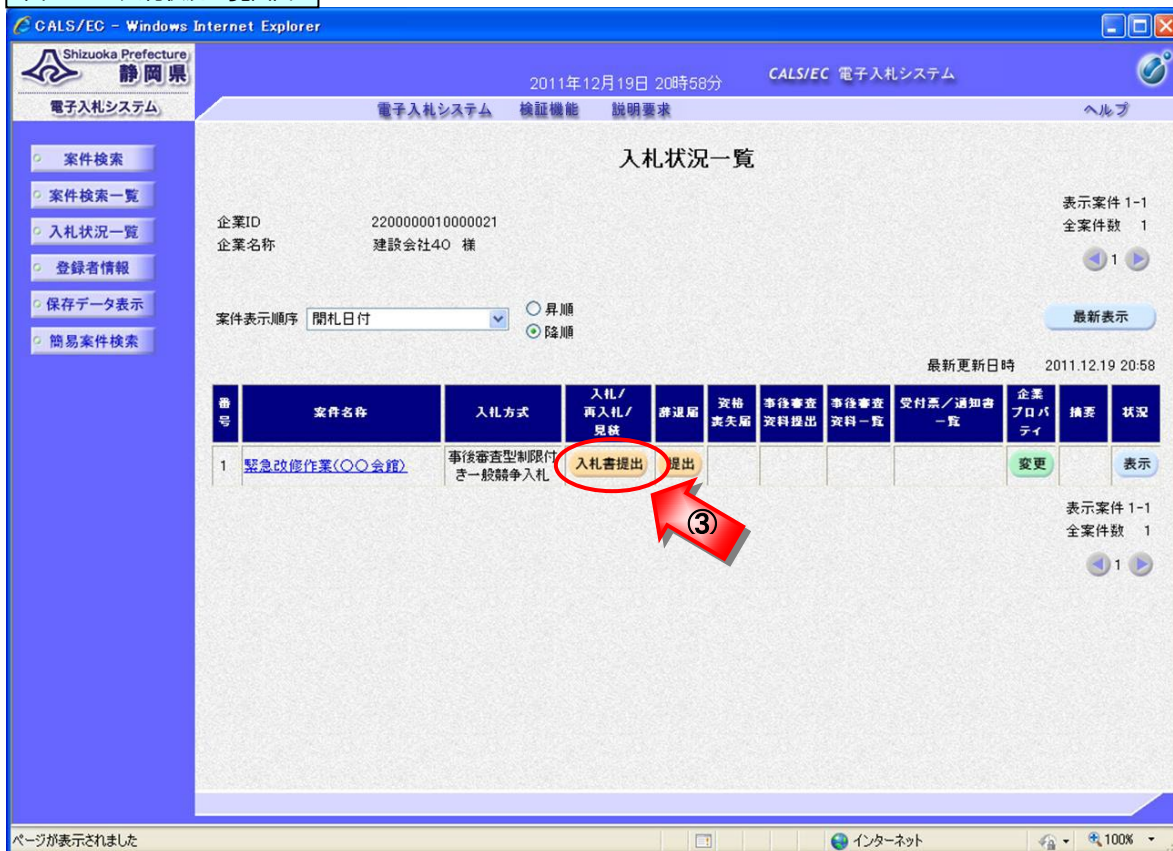 CALS/EC - Windows Internet Explorer
Shizuoka Prefecture
静岡県
2011年12月19日 20時58分
CALS/EC 電子入札システム
電子入札システム
電子入札システム 検証機能 説明要求
ヘルプ
案件検索
案件検索一覧
入札状況一覧
登録者情報
保存データ表示
簡易案件検索
入札状況一覧
表示案件 1-1
全案件数 1
1
企業ID 2200000010000021
企業名称 建設会社40 様
案件表示順序 開札日付
昇順
降順
最新表示
最新更新日時 2011.12.19 20:58
番号 案件名称 入札方式 入札/再入札/見積 辞退届 資格喪失届 事後審査資料提出 事後審査資料一覧 受付票/通知書一覧 企業プロパティ 摘要 状況
1 緊急改修作業(〇〇会館) 事後審査型制限付き一般競争入札 入札書提出 提出 変更 表示
③
表示案件 1-1
全案件数 1
1
ページが表示されました
インターネット
100%